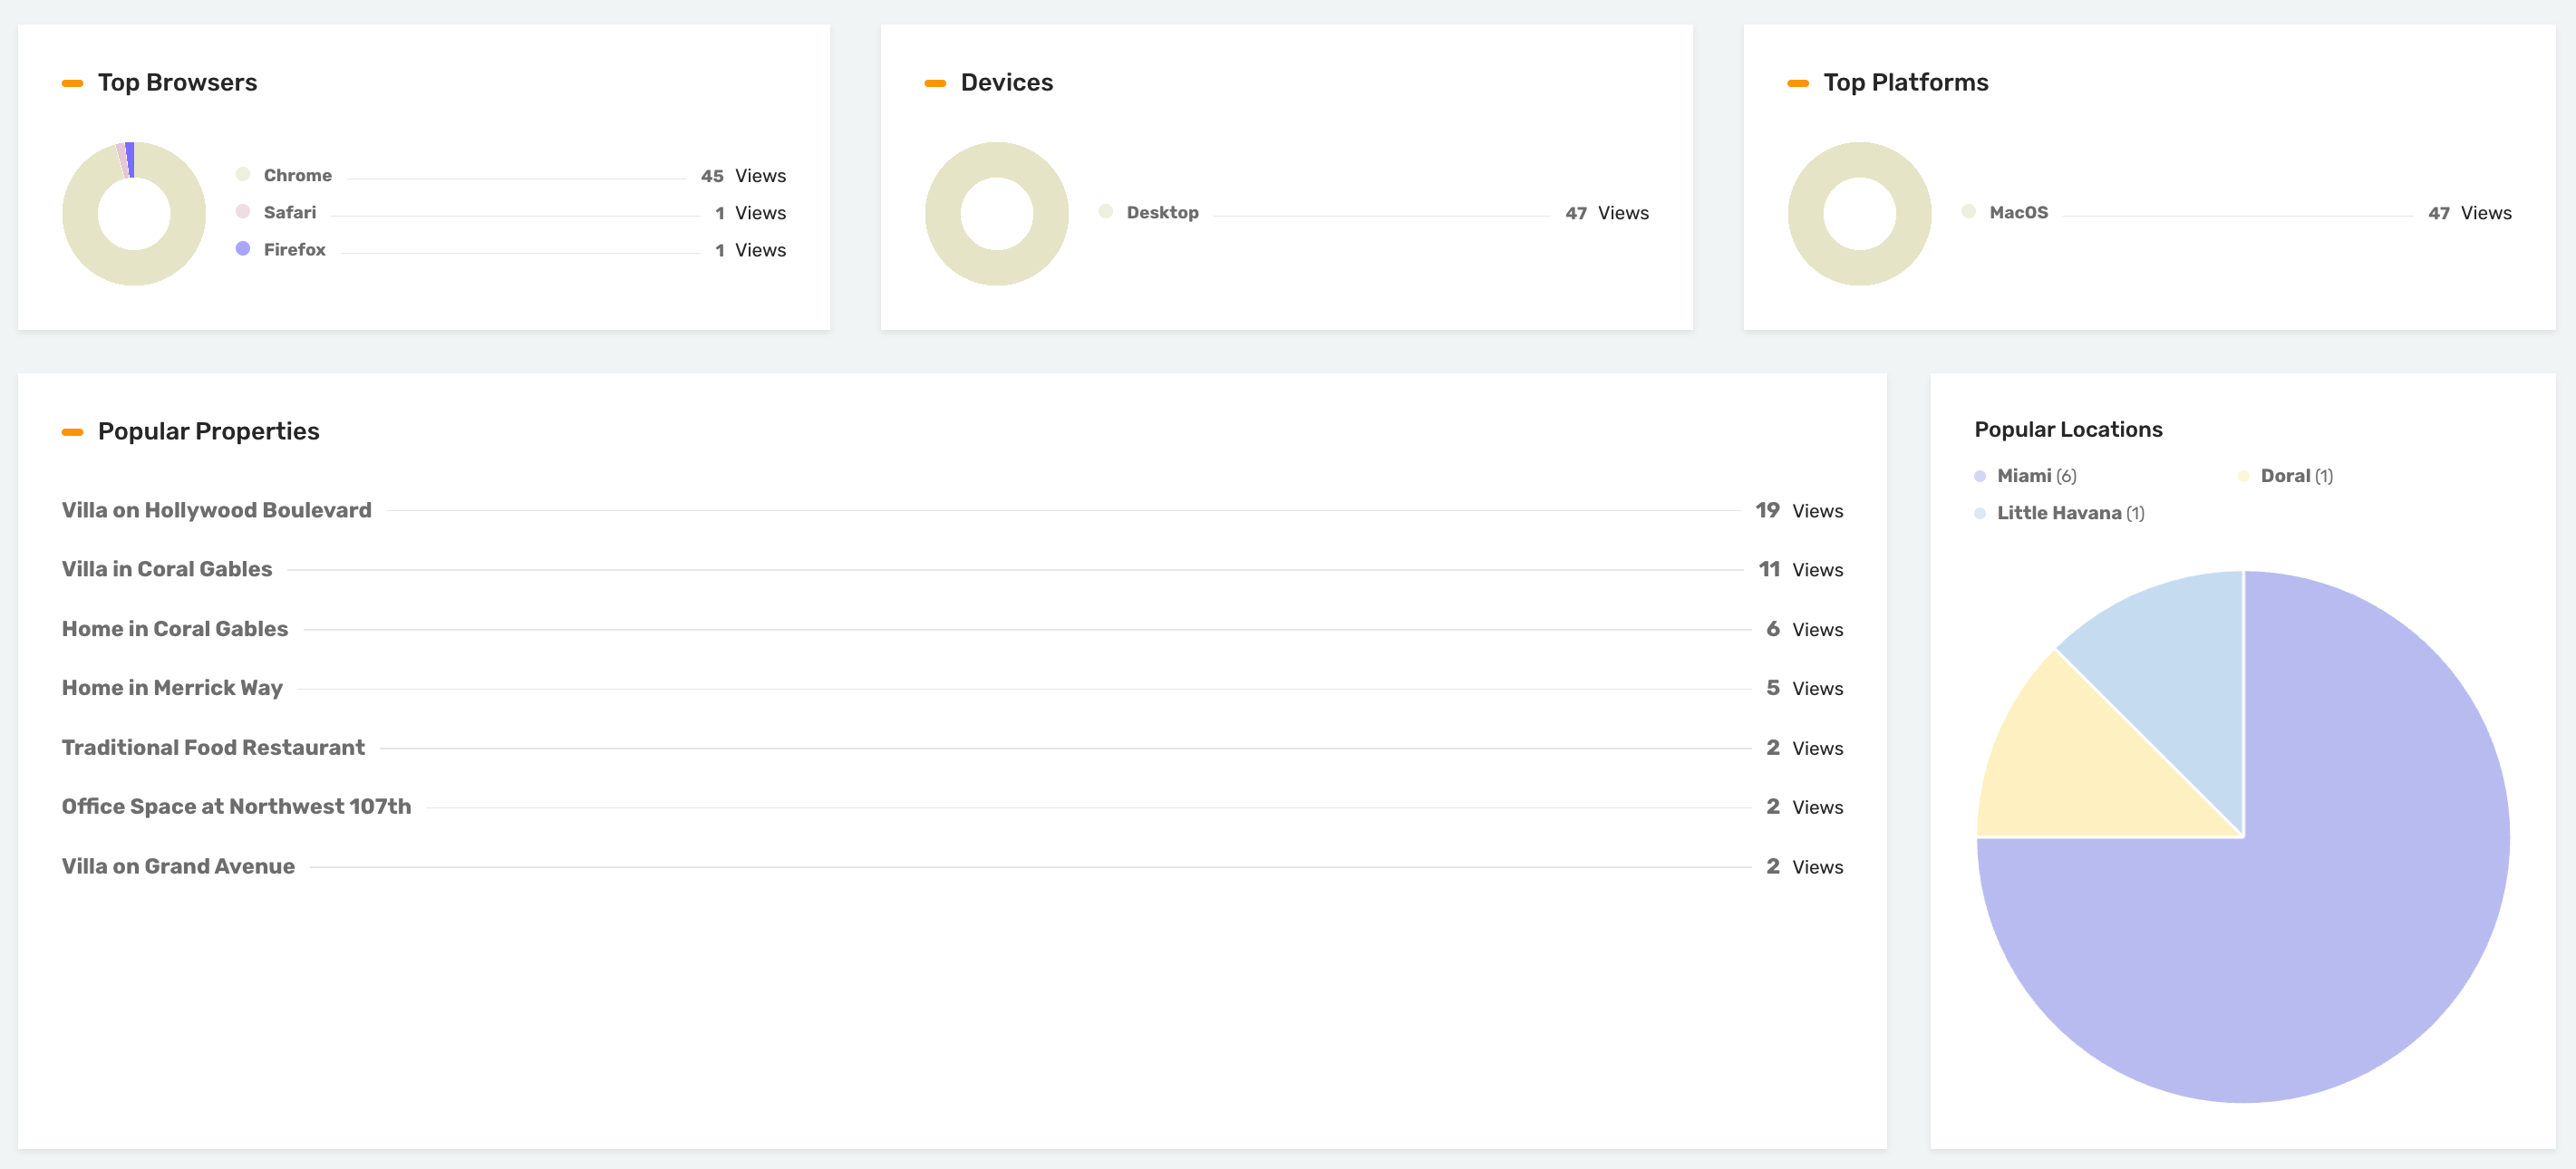 Top Browsers
Chrome 45 Views
Safari 1 Views
Firefox 1 Views
Devices
Desktop 47 Views
Top Platforms
MacOS 47 Views
Popular Properties
Villa on Hollywood Boulevard 19 Views
Villa in Coral Gables 11 Views
Home in Coral Gables 6 Views
Home in Merrick Way 5 Views
Traditional Food Restaurant 2 Views
Office Space at Northwest 107th 2 Views
Villa on Grand Avenue 2 Views
Popular Locations
Miami (6) Doral (1)
Little Havana (1)